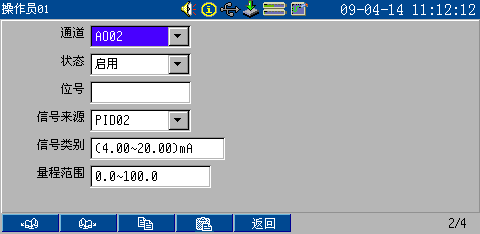 操作员01 09-04-14 11:12:12
通道 AO02
状态 启用
位号
信号来源 PID02
信号类别 (4.00~20.00)mA
量程范围 0.0~100.0
返回 2/4